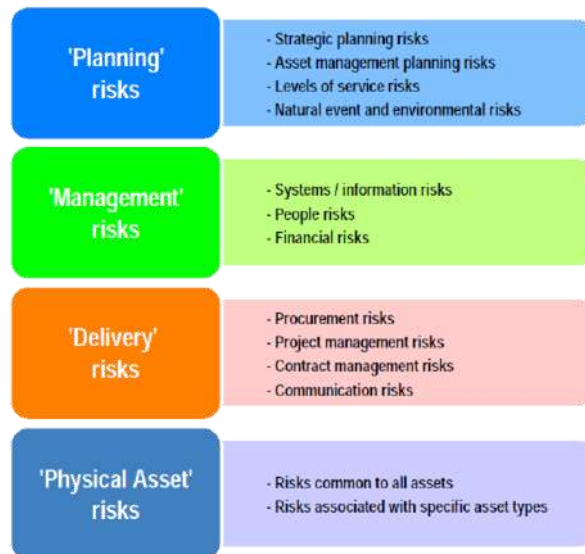 'Planning'
risks
- Strategic planning risks
- Asset management planning risks
- Levels of service risks
- Natural event and environmental risks
'Management'
risks
- Systems / information risks
- People risks
- Financial risks
'Delivery'
risks
- Procurement risks
- Project management risks
- Contract management risks
- Communication risks
'Physical Asset'
risks
- Risks common to all assets
- Risks associated with specific asset types